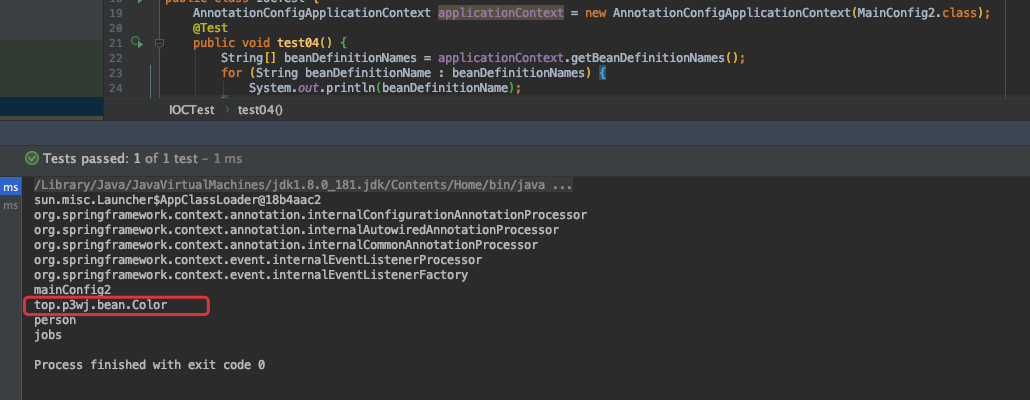 19 AnnotationConfigApplicationContext applicationContext = new AnnotationConfigApplicationContext(MainConfig2.class);
20 @Test
21 public void test04() {
22 String[] beanDefinitionNames = applicationContext.getBeanDefinitionNames();
23 for (String beanDefinitionName : beanDefinitionNames) {
24 System.out.println(beanDefinitionName);
IOCTest › test04()
Tests passed: 1 of 1 test – 1 ms
ms /Library/Java/JavaVirtualMachines/jdk1.8.0_181.jdk/Contents/Home/bin/java ...
ms sun.misc.Launcher$AppClassLoader@18b4aac2
org.springframework.context.annotation.internalConfigurationAnnotationProcessor
org.springframework.context.annotation.internalAutowiredAnnotationProcessor
org.springframework.context.annotation.internalCommonAnnotationProcessor
org.springframework.context.event.internalEventListenerProcessor
org.springframework.context.event.internalEventListenerFactory
mainConfig2
top.p3wj.bean.Color
person
jobs
Process finished with exit code 0